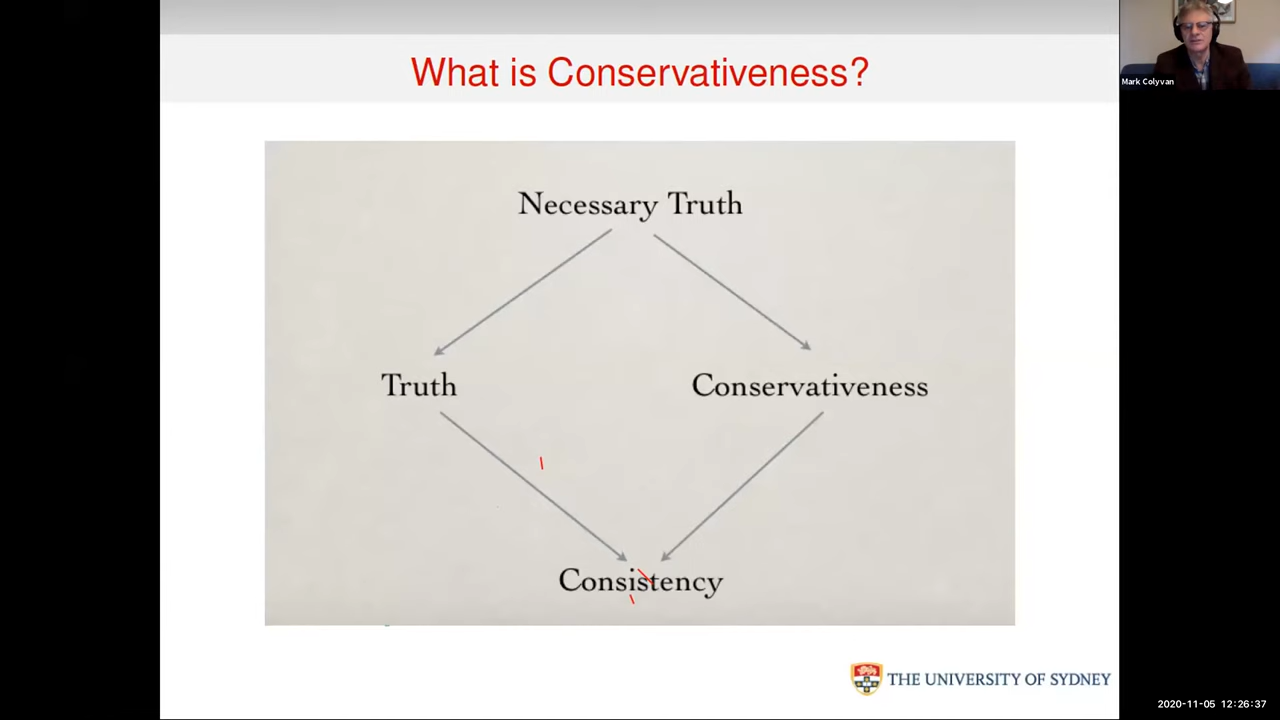 What is Conservativeness?
Mark Colyvan
Necessary Truth
Truth
Conservativeness
Consistency
THE UNIVERSITY OF SYDNEY
2020-11-05 12:26:37